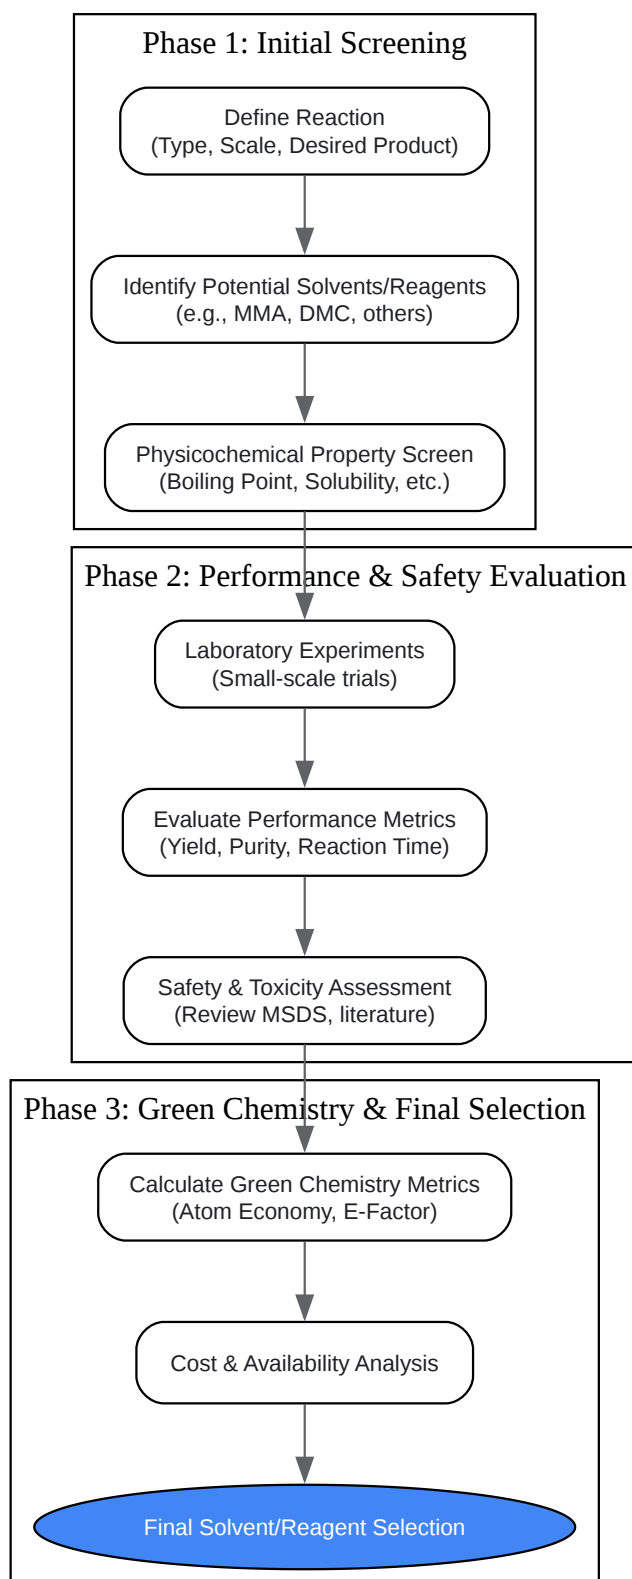 Phase 1: Initial Screening
Define Reaction
(Type, Scale, Desired Product)
Identify Potential Solvents/Reagents
(e.g., MMA, DMC, others)
Physicochemical Property Screen
(Boiling Point, Solubility, etc.)
Phase 2: Performance & Safety Evaluation
Laboratory Experiments
(Small-scale trials)
Evaluate Performance Metrics
(Yield, Purity, Reaction Time)
Safety & Toxicity Assessment
(Review MSDS, literature)
Phase 3: Green Chemistry & Final Selection
Calculate Green Chemistry Metrics
(Atom Economy, E-Factor)
Cost & Availability Analysis
Final Solvent/Reagent Selection